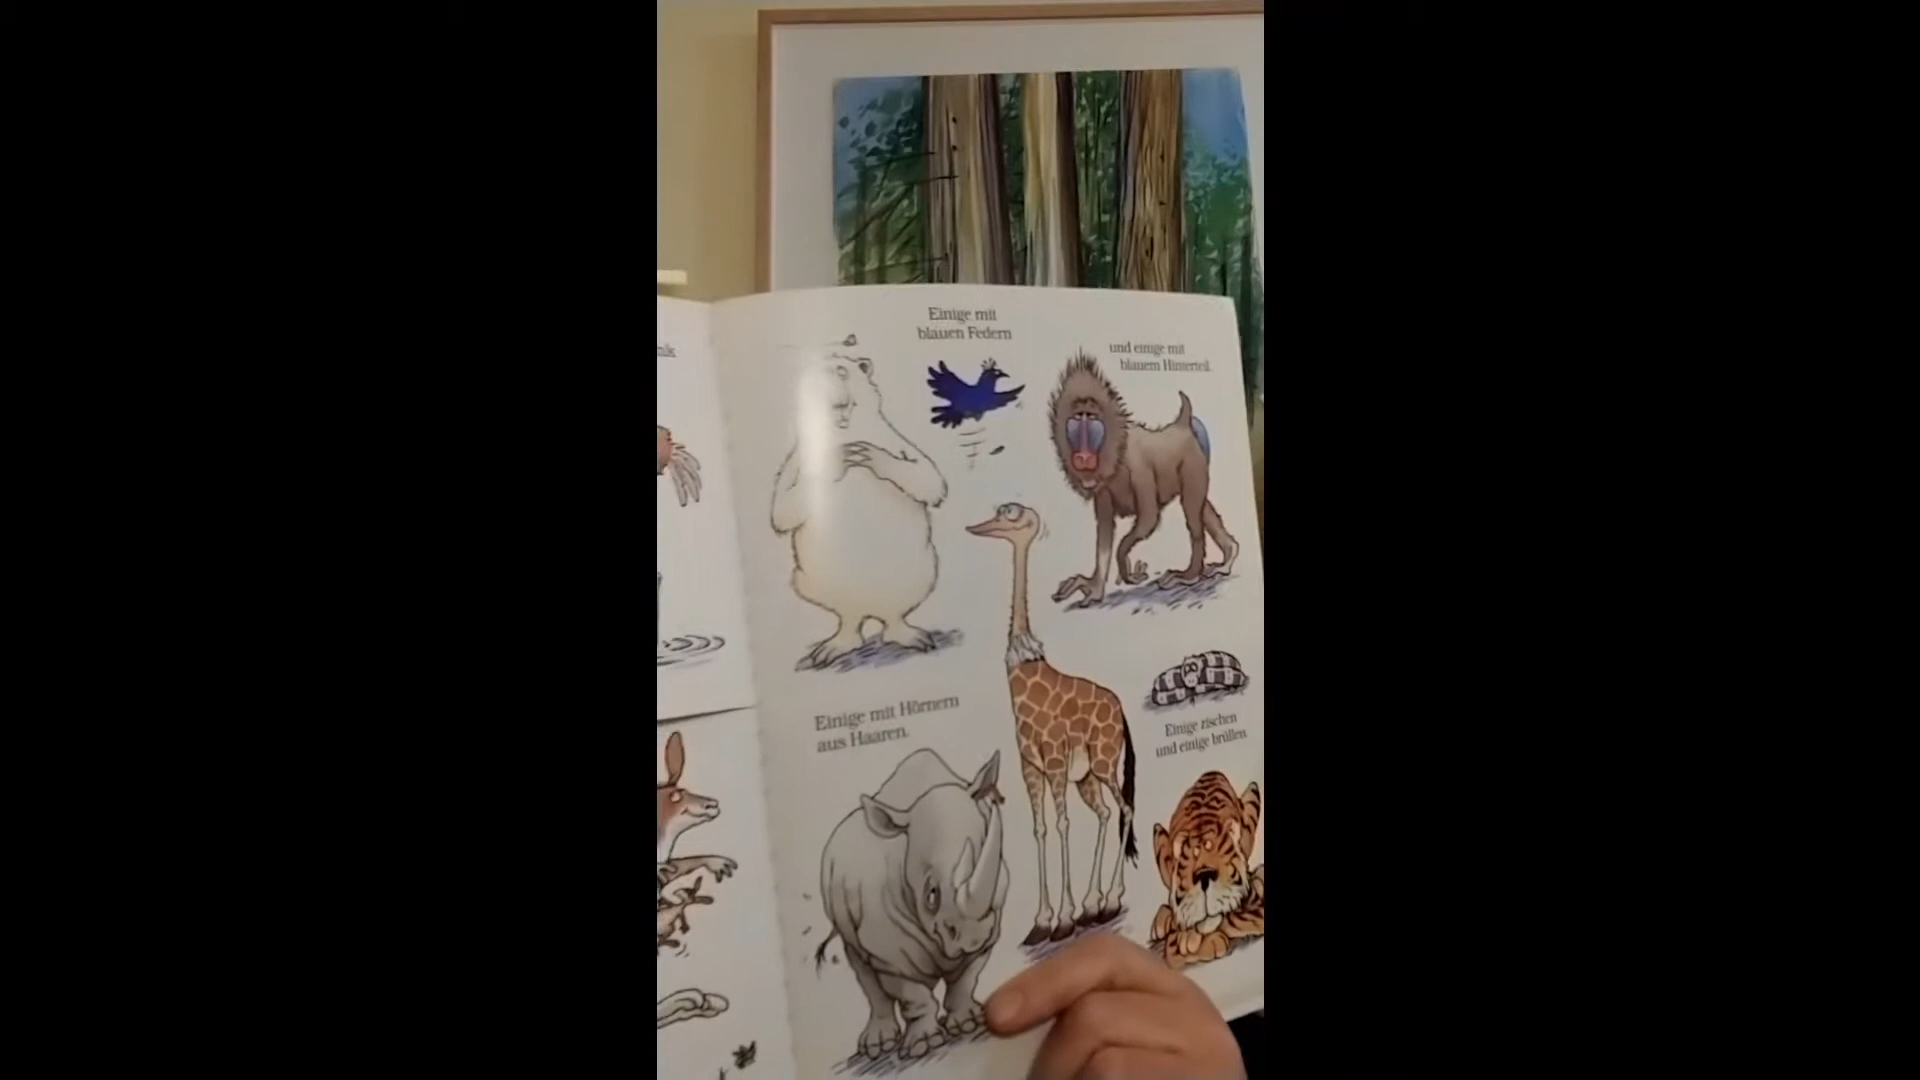 Einige mit
blauen Federn
und einige mit
blauem Hinterteil.
Einige mit Hörnern
aus Haaren.
Einige zischen
und einige brüllen